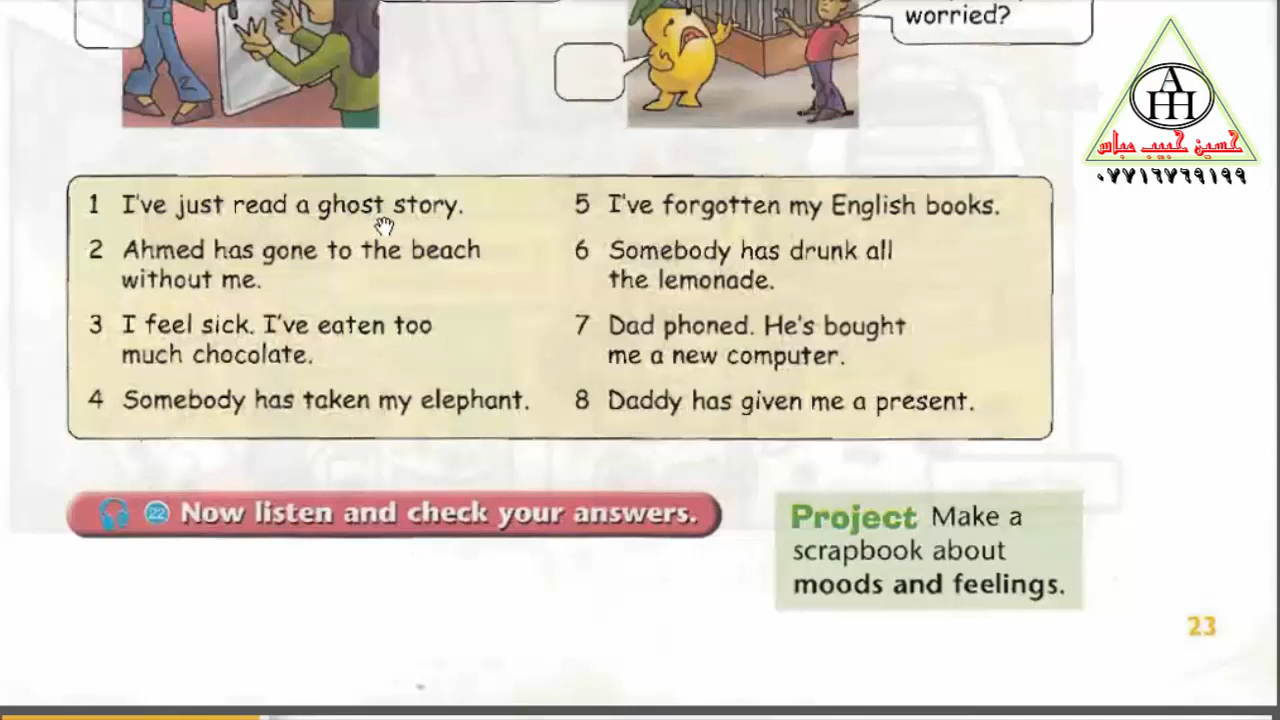 worried?
A
HH
حسين حبيب عباس
٠٧٧١٦٧٦٩١٩٩
1 I've just read a ghost story.
2 Ahmed has gone to the beach
without me.
3 I feel sick. I've eaten too
much chocolate.
4 Somebody has taken my elephant.
5 I've forgotten my English books.
6 Somebody has drunk all
the lemonade.
7 Dad phoned. He's bought
me a new computer.
8 Daddy has given me a present.
22 Now listen and check your answers.
Project Make a
scrapbook about
moods and feelings.
23